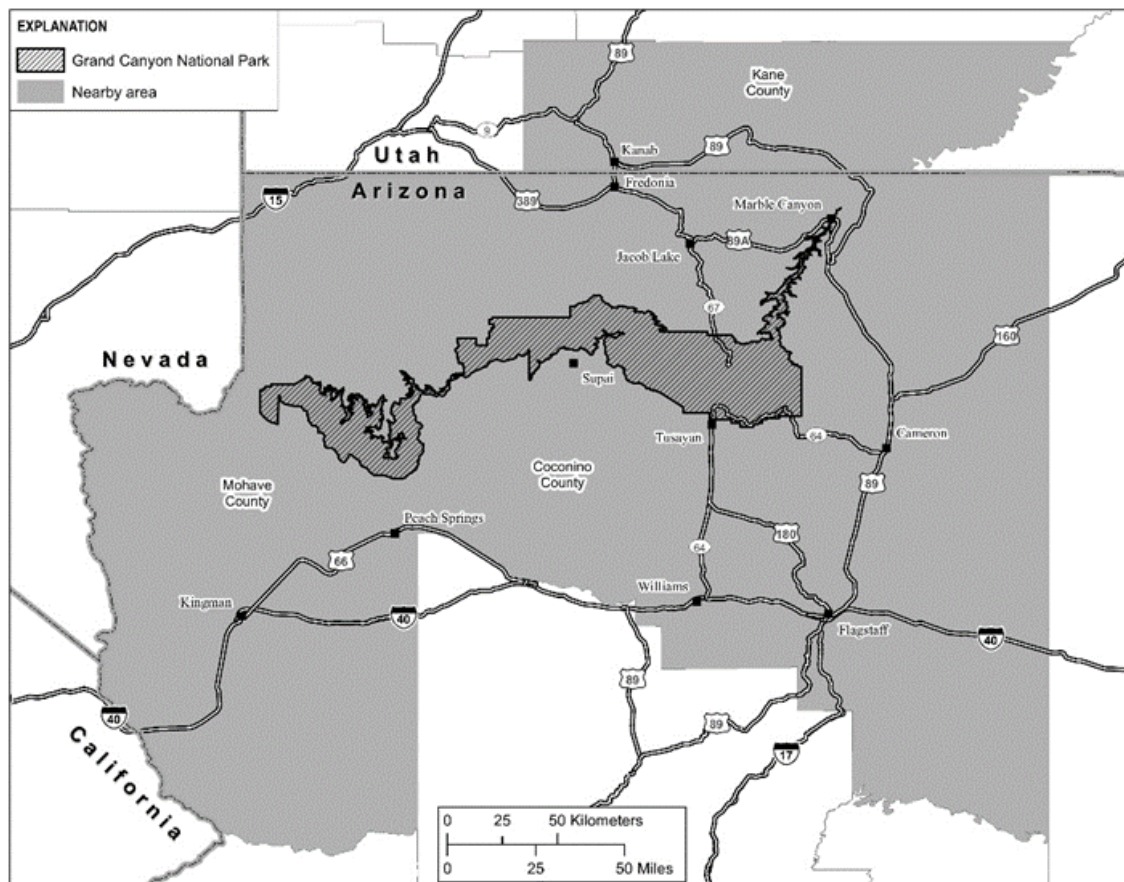 EXPLANATION
Grand Canyon National Park
Nearby area
89
Kane
County
9
Utah
Kanab
89
Arizona
Fredonia
15
389
Marble Canyon
89A
Jacob Lake
67
Nevada
160
Supai
Tusayan
64
Cameron
Coconino
County
89
Mohave
County
Peach Springs
180
66
64
Williams
Kingman
40
Flagstaff
40
89
40
89
17
California
0 25 50 Kilometers
0 25 50 Miles